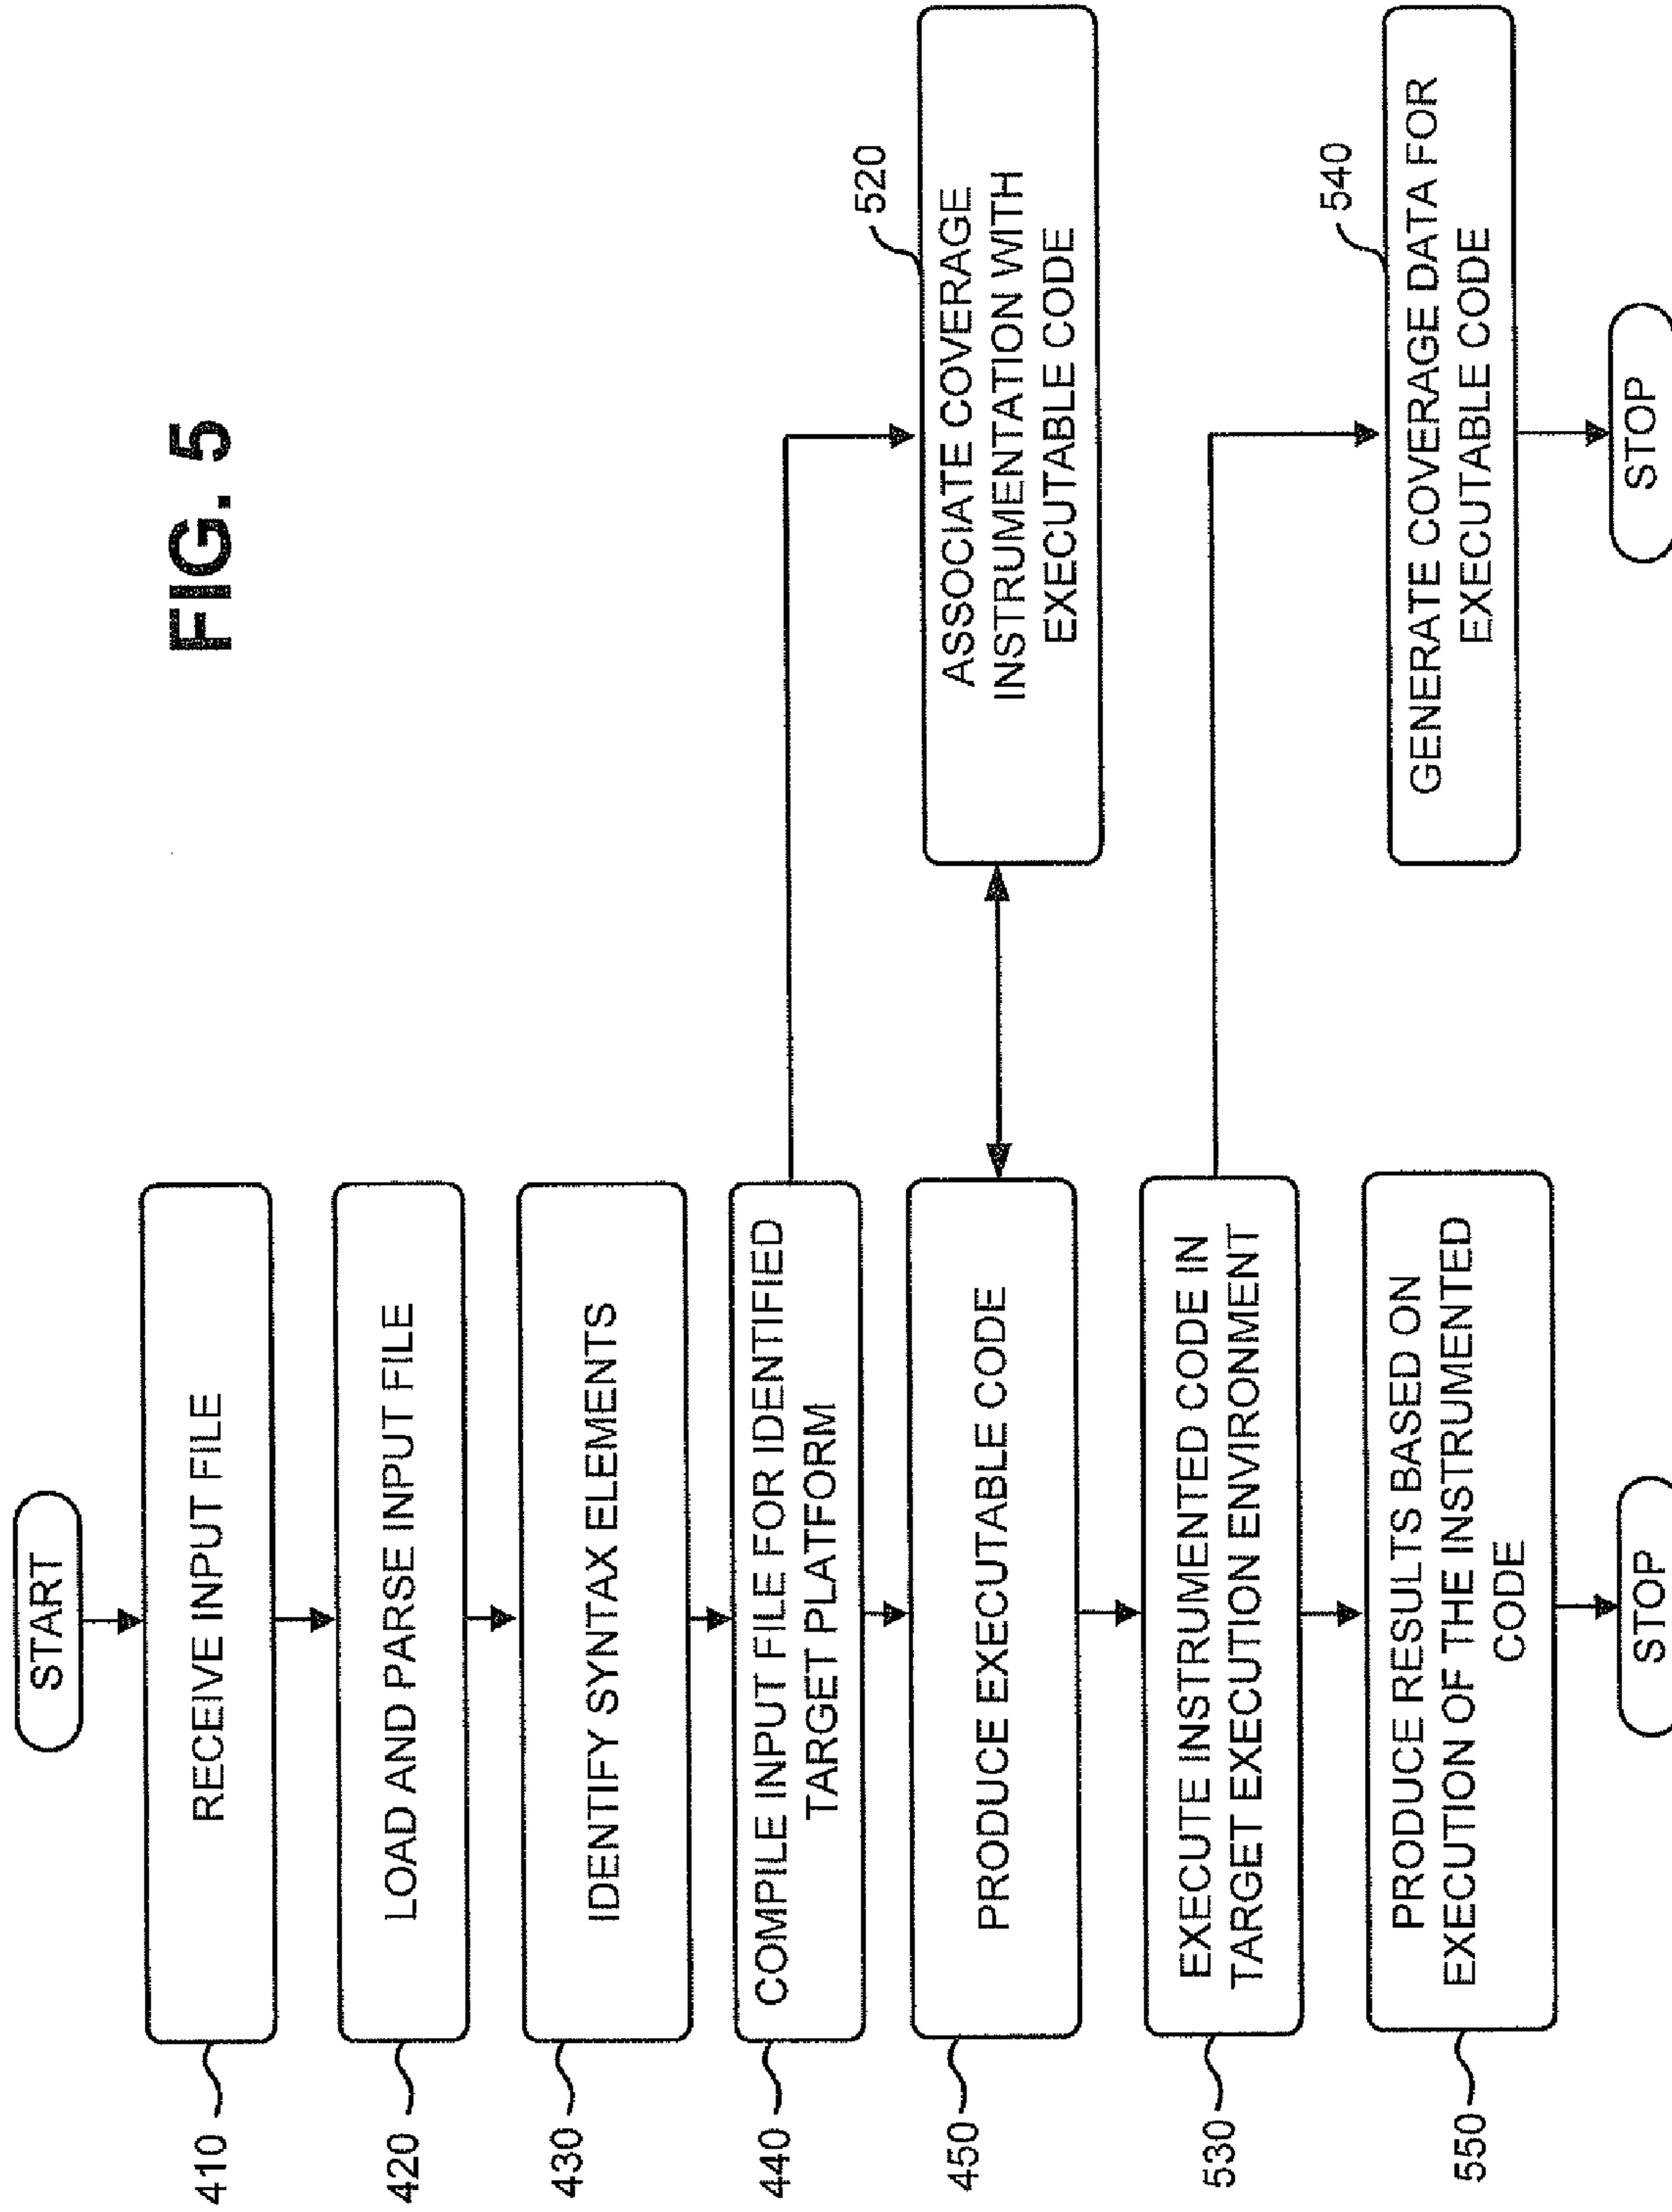 FIG. 5
START
410
RECEIVE INPUT FILE
420
LOAD AND PARSE INPUT FILE
430
IDENTIFY SYNTAX ELEMENTS
440
COMPILE INPUT FILE FOR IDENTIFIED
TARGET PLATFORM
450
PRODUCE EXECUTABLE CODE
520
ASSOCIATE COVERAGE
INSTRUMENTATION WITH
EXECUTABLE CODE
530
EXECUTE INSTRUMENTED CODE IN
TARGET EXECUTION ENVIRONMENT
540
GENERATE COVERAGE DATA FOR
EXECUTABLE CODE
550
PRODUCE RESULTS BASED ON
EXECUTION OF THE INSTRUMENTED
CODE
STOP
STOP